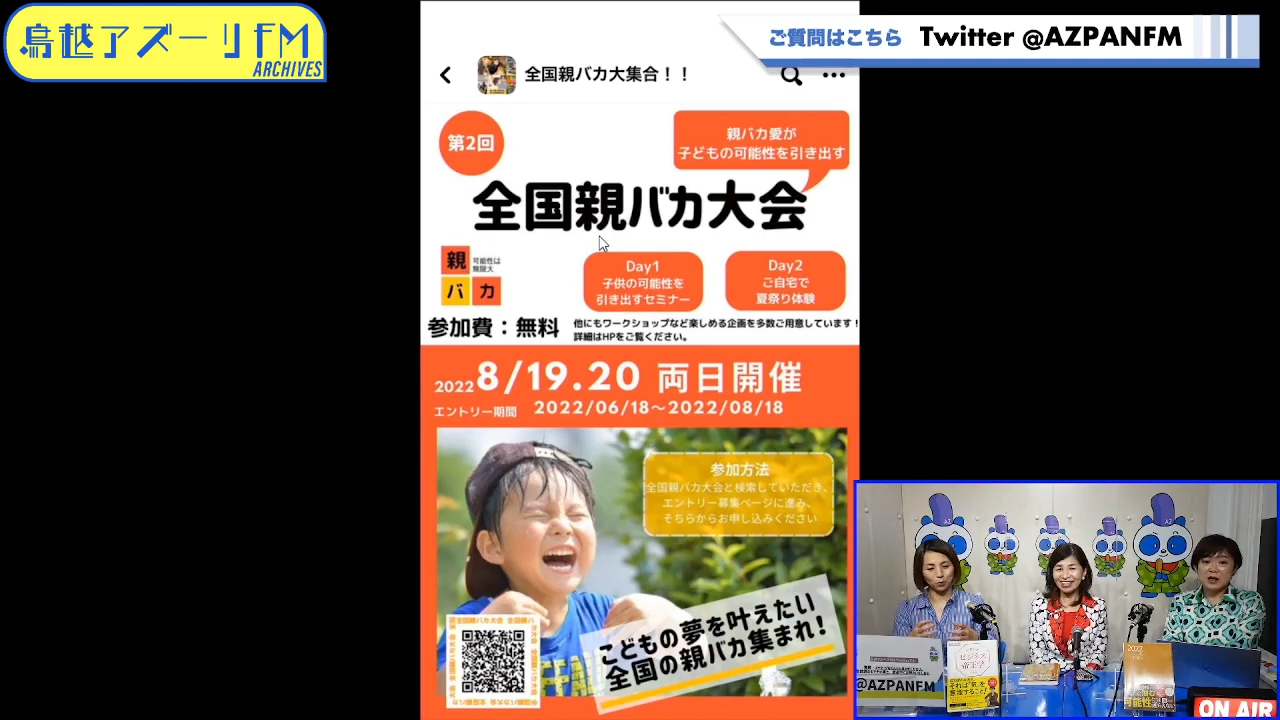 鳥越アズーリFM
ARCHIVES
ご質問はこちら Twitter @AZPANFM
全国親バカ大集合！！
第2回
親バカ愛が
子どもの可能性を引き出す
全国親バカ大会
親バカ
可能性は
無限大
Day1
子供の可能性を
引き出すセミナー
Day2
ご自宅で
夏祭り体験
参加費：無料
他にもワークショップなど楽しめる企画を多数ご用意しています！
詳細はHPをご覧ください。
2022 8/19.20 両日開催
エントリー期間 2022/06/18～2022/08/18
参加方法
全国親バカ大会と検索していただき、
エントリー募集ページに進み、
そちらからお申し込みください
こどもの夢を叶えたい
全国の親バカ集まれ！
@AZPANFM
帝王学
ON AIR